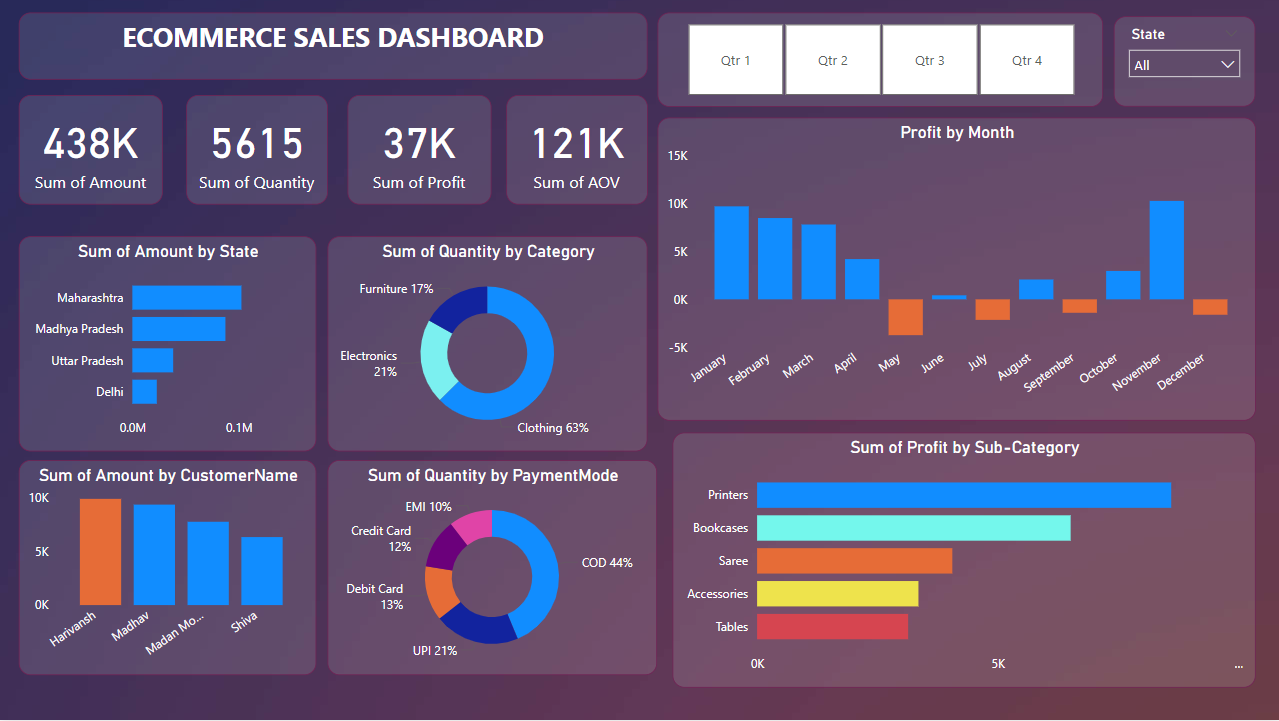 ECOMMERCE SALES DASHBOARD
Qtr 1
Qtr 2
Qtr 3
Qtr 4
State
All
438K
Sum of Amount
5615
Sum of Quantity
37K
Sum of Profit
121K
Sum of AOV
Profit by Month
15K
10K
5K
0K
-5K
January
February
March
April
May
June
July
August
September
October
November
December
Sum of Amount by State
Maharashtra
Madhya Pradesh
Uttar Pradesh
Delhi
0.0M
0.1M
Sum of Quantity by Category
Furniture 17%
Electronics
21%
Clothing 63%
Sum of Amount by CustomerName
10K
5K
0K
Harivansh
Madhav
Madan Mo...
Shiva
Sum of Quantity by PaymentMode
EMI 10%
Credit Card
12%
COD 44%
Debit Card
13%
UPI 21%
Sum of Profit by Sub-Category
Printers
Bookcases
Saree
Accessories
Tables
0K
5K
...